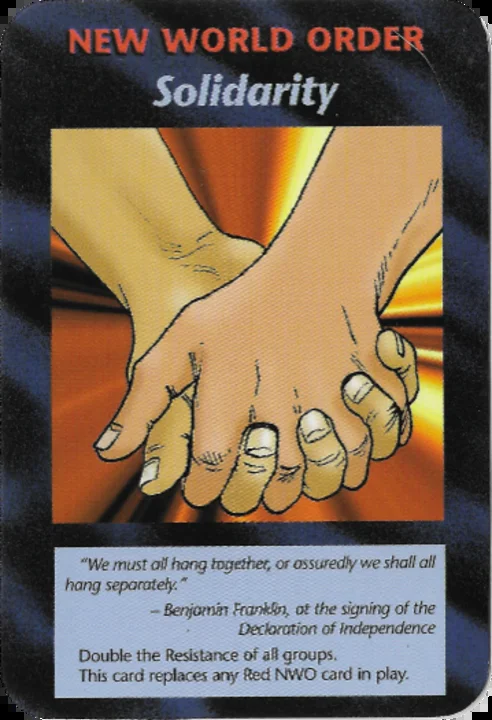 NEW WORLD ORDER
Solidarity
"We must all hang together, or assuredly we shall all
hang separately."
– Benjamin Franklin, at the signing of the
Declaration of Independence
Double the Resistance of all groups.
This card replaces any Red NWO card in play.